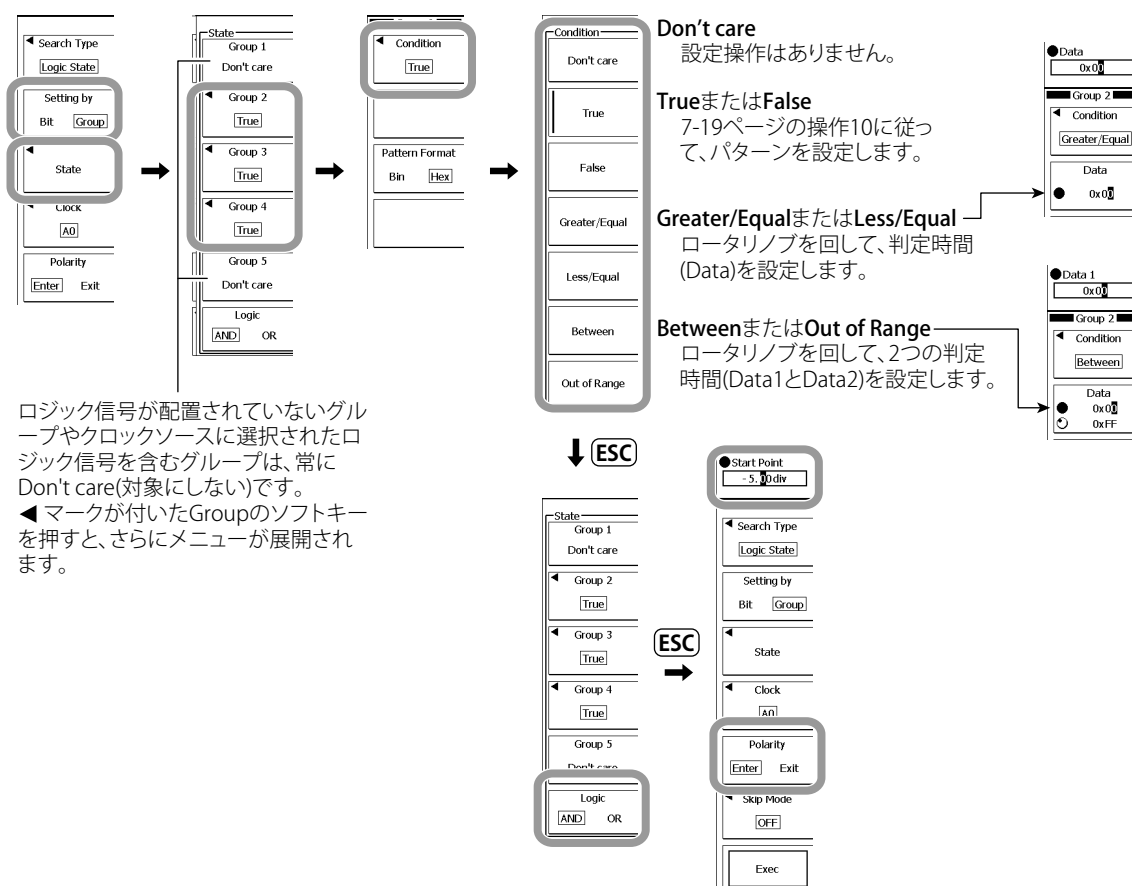 Search Type
Logic State
Setting by
Bit Group
State
Clock
A0
Polarity
Enter Exit
State
Group 1
Don't care
Group 2
True
Group 3
True
Group 4
True
Group 5
Don't care
Logic
AND OR
Condition
True
Pattern Format
Bin Hex
Condition
Don't care
True
False
Greater/Equal
Less/Equal
Between
Out of Range
Don't care
設定操作はありません。
TrueまたはFalse
7-19ページの操作10に従っ
て、パターンを設定します。
Greater/EqualまたはLess/Equal
ロータリノブを回して、判定時間
(Data)を設定します。
BetweenまたはOut of Range
ロータリノブを回して、2つの判定
時間(Data1とData2)を設定します。
Data
0x00
Group 2
Condition
Greater/Equal
Data
0x00
Data 1
0x00
Group 2
Condition
Between
Data
0x00
0xFF
ロジック信号が配置されていないグル
ープやクロックソースに選択されたロ
ジック信号を含むグループは、常に
Don't care(対象にしない)です。
◀ マークが付いたGroupのソフトキー
を押すと、さらにメニューが展開され
ます。
ESC
State
Group 1
Don't care
Group 2
True
Group 3
True
Group 4
True
Group 5
Don't care
Logic
AND OR
ESC
Start Point
-5.00div
Search Type
Logic State
Setting by
Bit Group
State
Clock
A0
Polarity
Enter Exit
Skip Mode
OFF
Exec